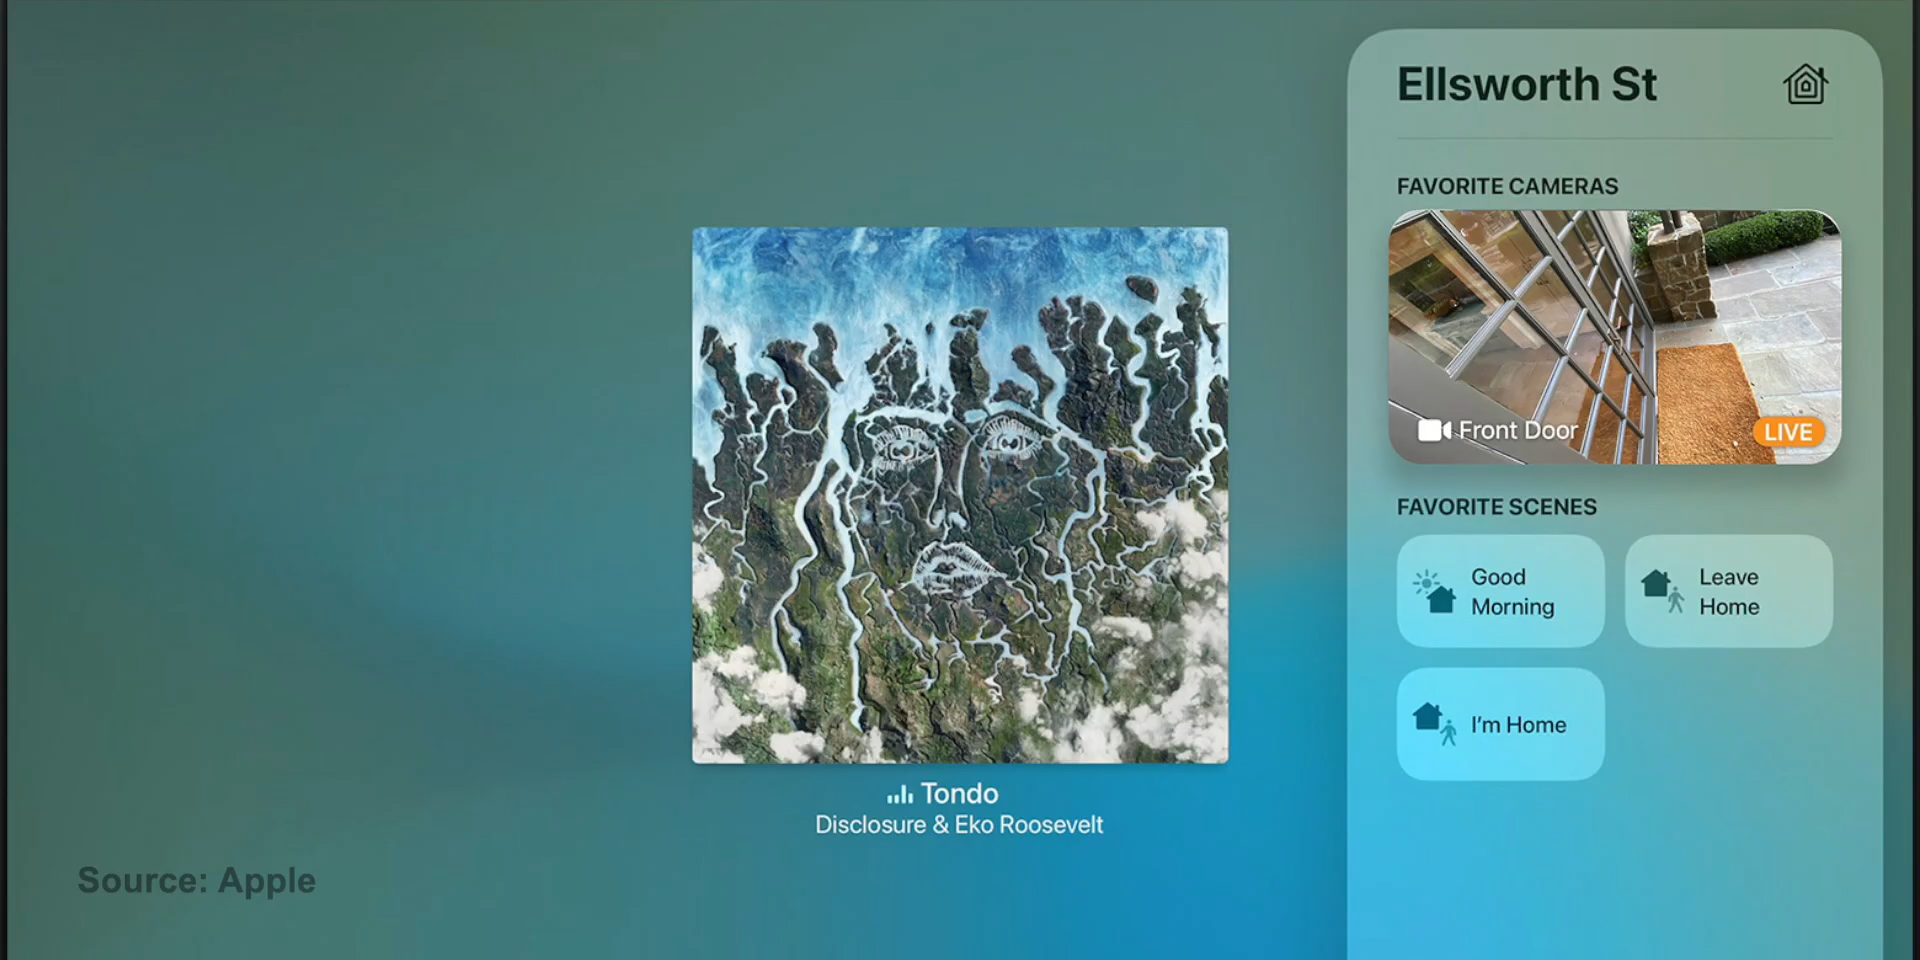 Ellsworth St
FAVORITE CAMERAS
Front Door
LIVE
FAVORITE SCENES
Good
Morning
Leave
Home
I'm Home
Tondo
Disclosure & Eko Roosevelt
Source: Apple